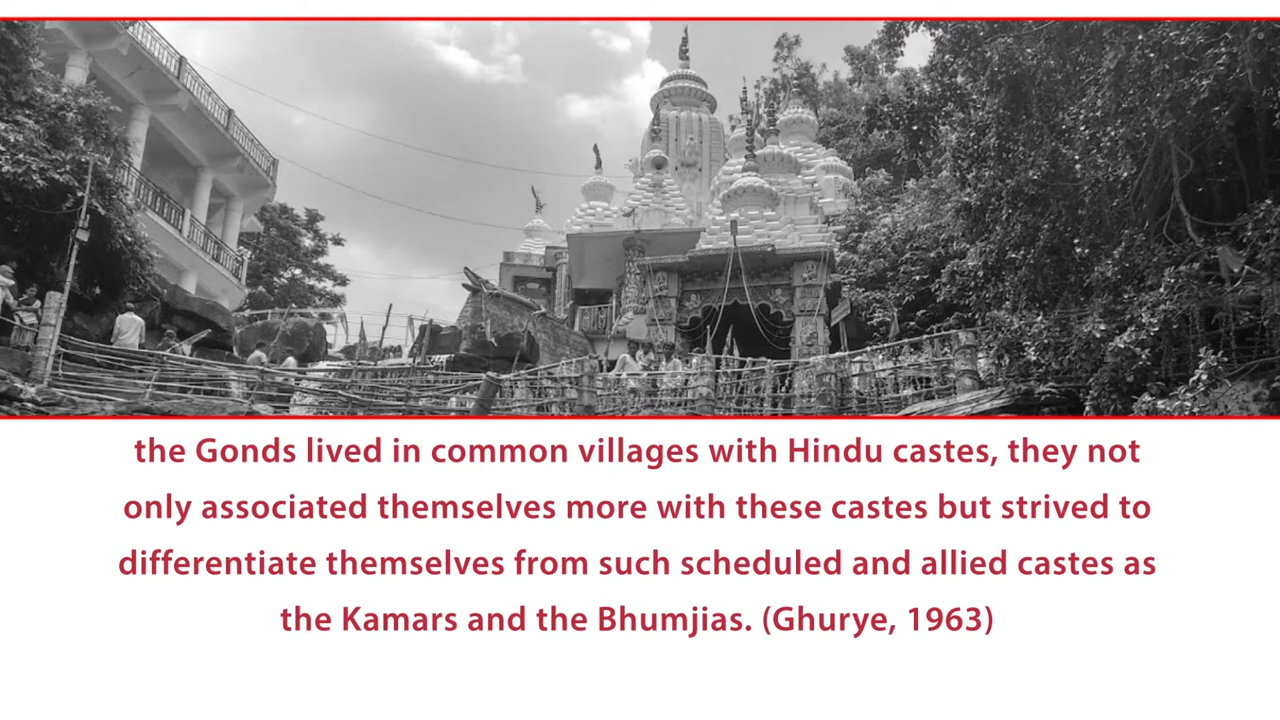 the Gonds lived in common villages with Hindu castes, they not
only associated themselves more with these castes but strived to
differentiate themselves from such scheduled and allied castes as
the Kamars and the Bhumjias. (Ghurye, 1963)